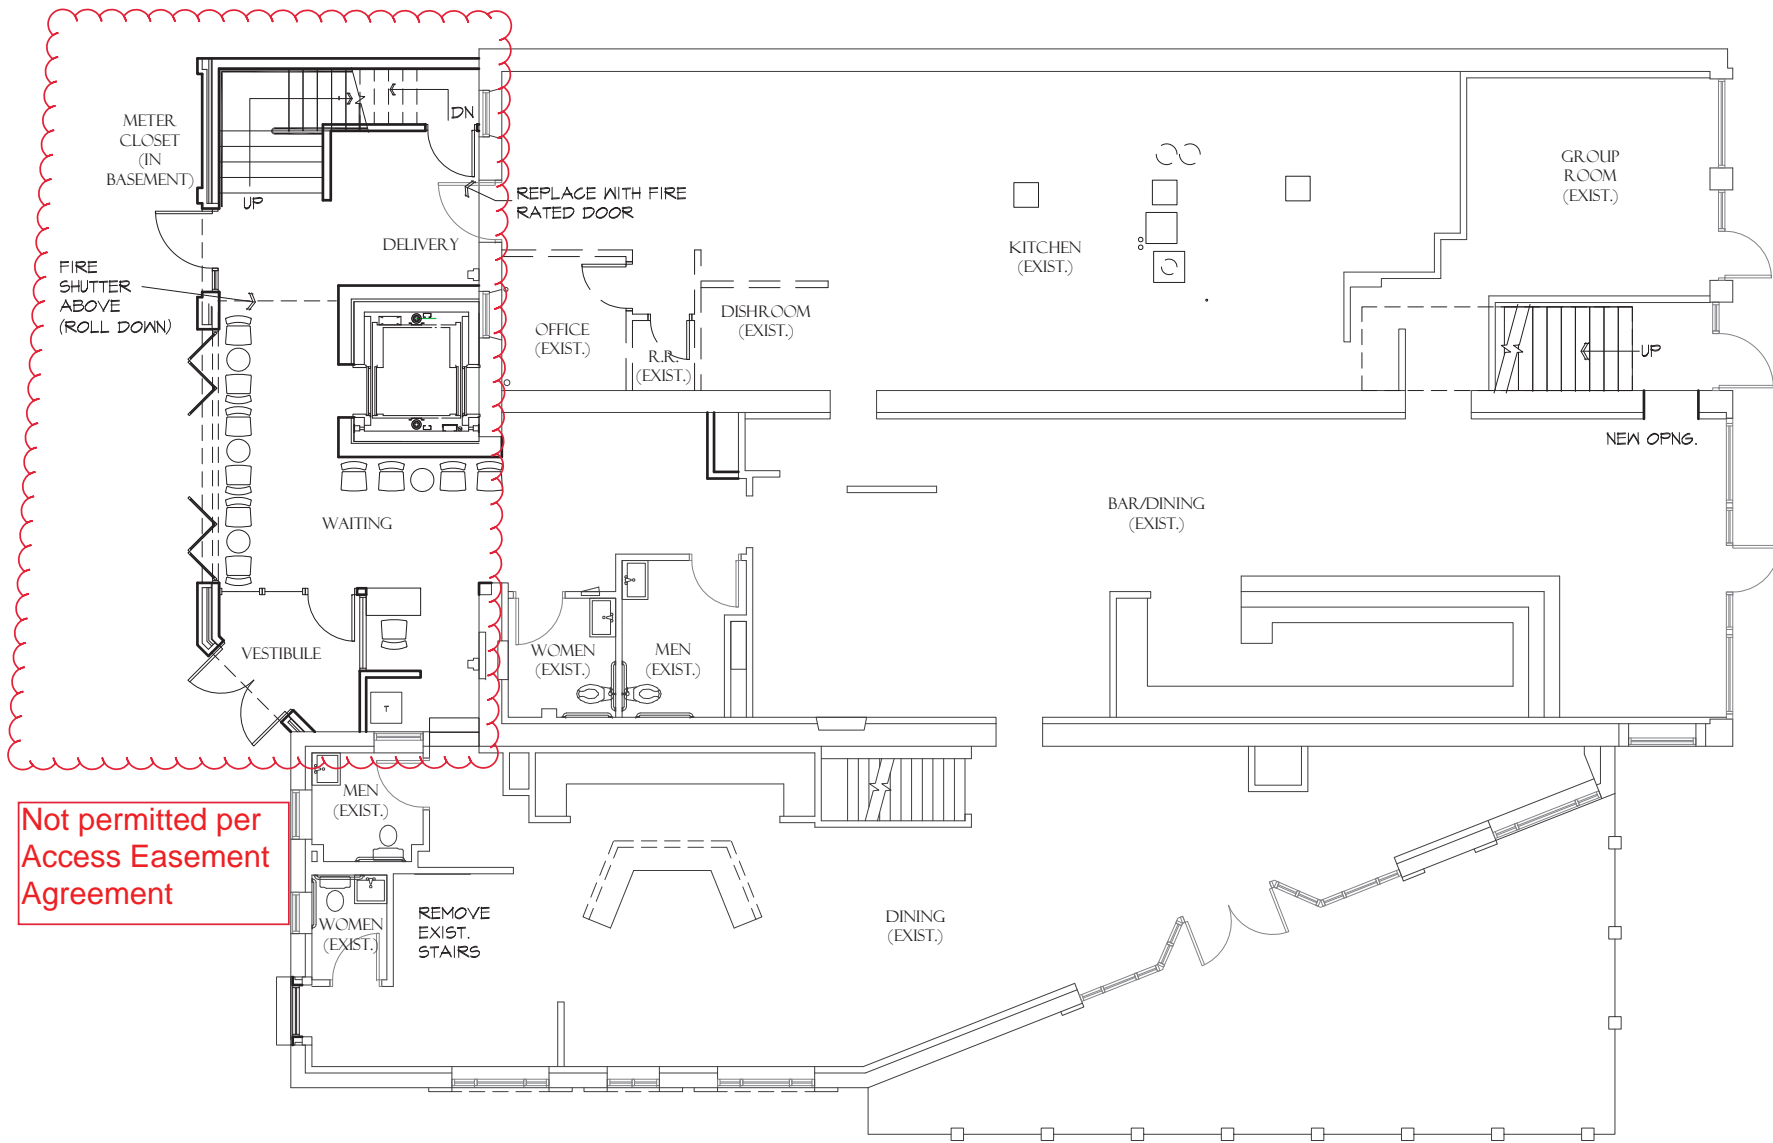 METER
CLOSET
(IN
BASEMENT)
DN
UP
REPLACE WITH FIRE
RATED DOOR
DELIVERY
FIRE
SHUTTER
ABOVE
(ROLL DOWN)
OFFICE
(EXIST.)
R.R.
(EXIST.)
DISHROOM
(EXIST.)
KITCHEN
(EXIST.)
GROUP
ROOM
(EXIST.)
UP
NEW OPNG.
WAITING
BAR/DINING
(EXIST.)
VESTIBULE
WOMEN
(EXIST.)
MEN
(EXIST.)
T
MEN
(EXIST.)
Not permitted per
Access Easement
Agreement
WOMEN
(EXIST.)
REMOVE
EXIST.
STAIRS
DINING
(EXIST.)